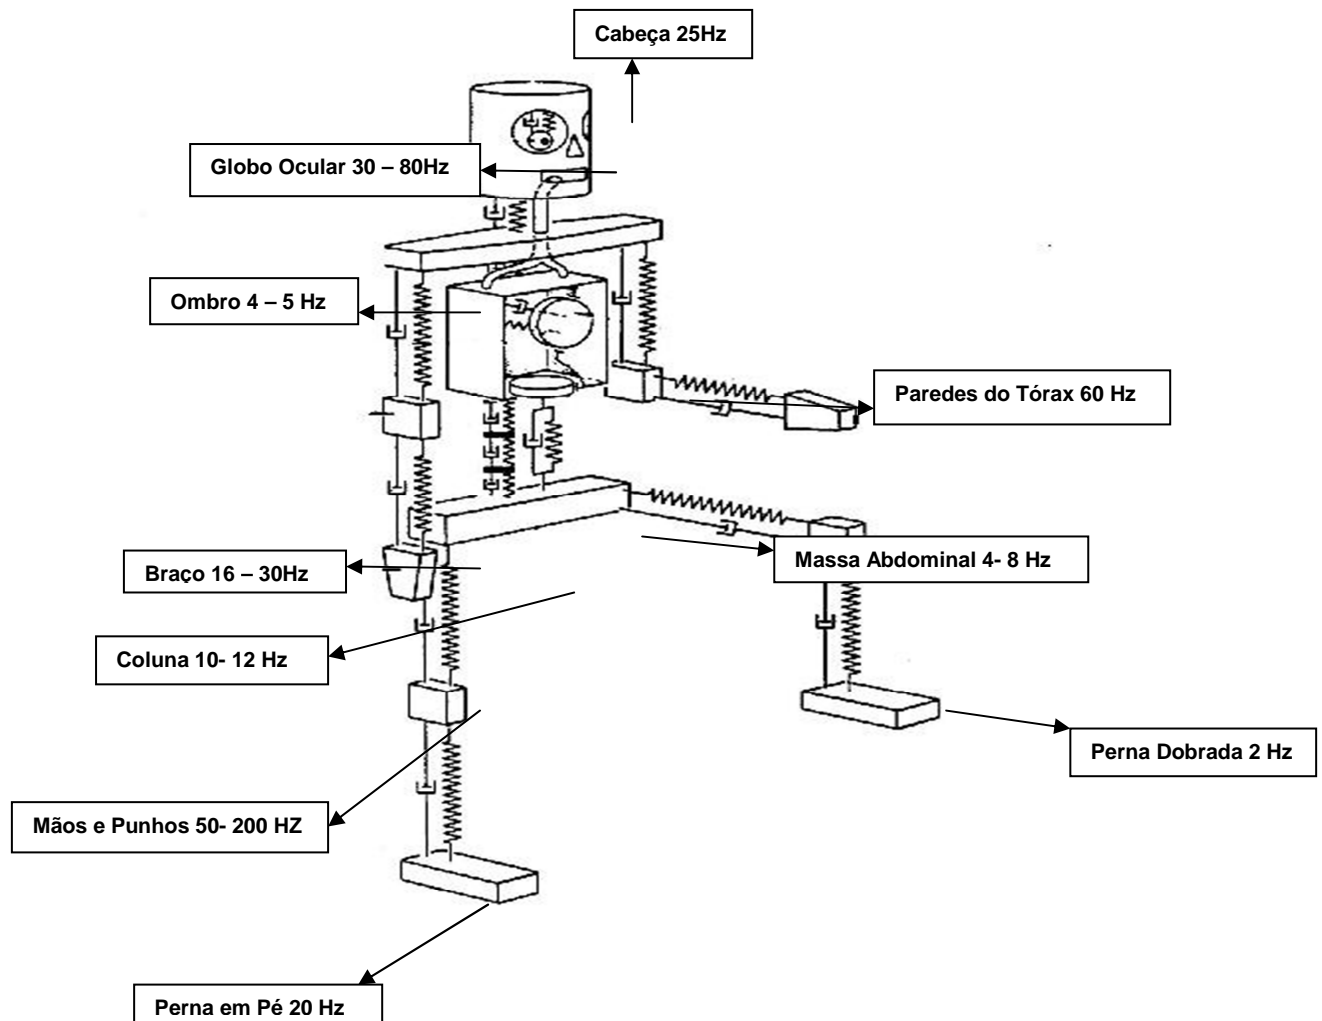 Cabeça 25Hz
Globo Ocular 30 – 80Hz
Ombro 4 – 5 Hz
Paredes do Tórax 60 Hz
Massa Abdominal 4- 8 Hz
Braço 16 – 30Hz
Coluna 10- 12 Hz
Perna Dobrada 2 Hz
Mãos e Punhos 50- 200 HZ
Perna em Pé 20 Hz